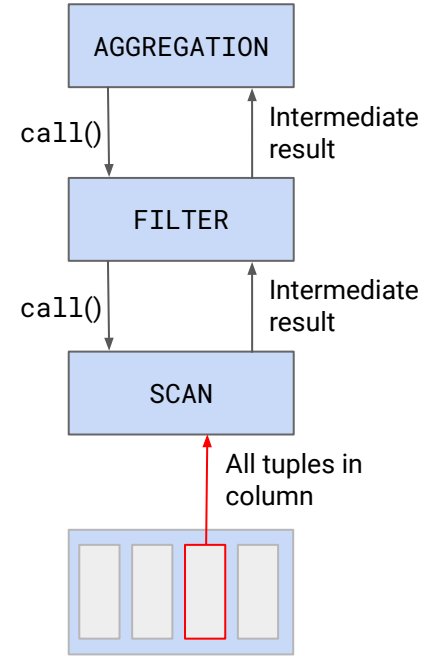 AGGREGATION
call()
Intermediate
result
FILTER
call()
Intermediate
result
SCAN
All tuples in
column